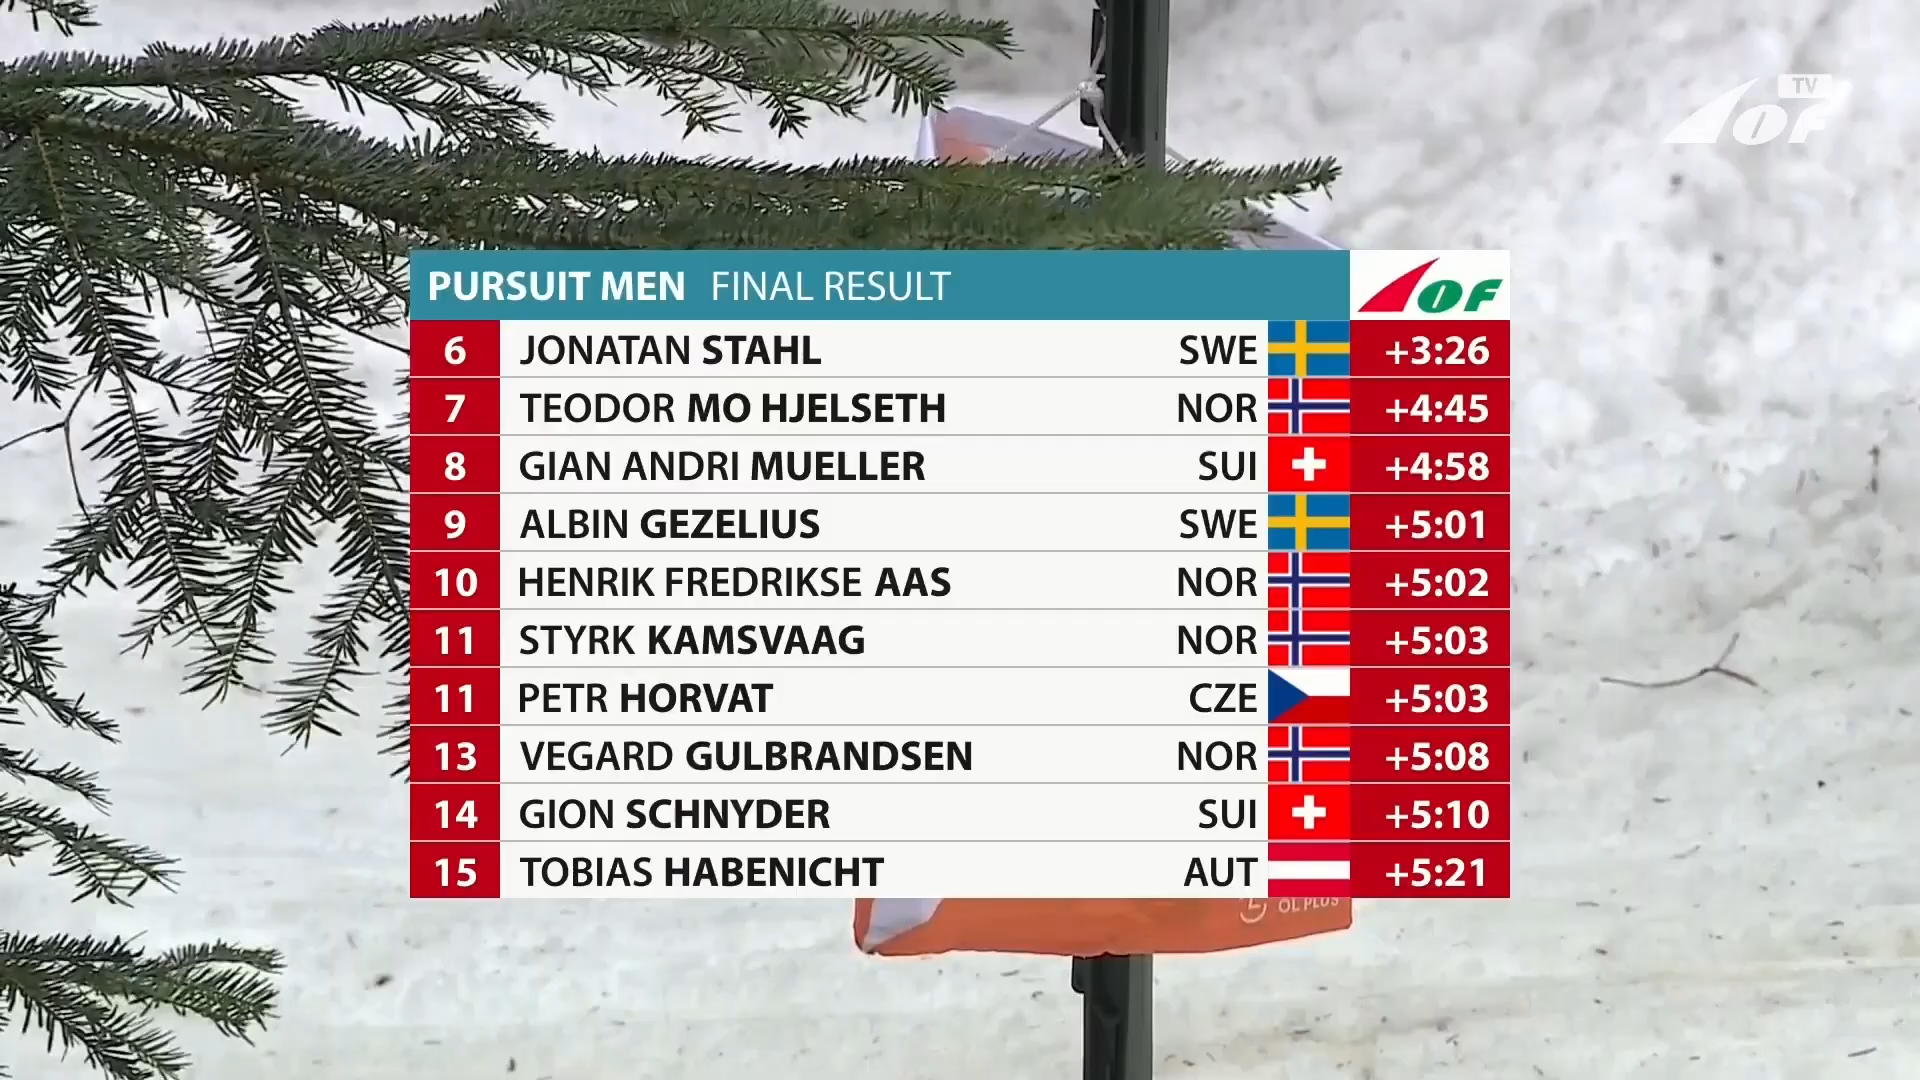 TV
IOF
PURSUIT MEN FINAL RESULT
IOF
6 JONATAN STAHL SWE +3:26
7 TEODOR MO HJELSETH NOR +4:45
8 GIAN ANDRI MUELLER SUI +4:58
9 ALBIN GEZELIUS SWE +5:01
10 HENRIK FREDRIKSE AAS NOR +5:02
11 STYRK KAMSVAAG NOR +5:03
11 PETR HORVAT CZE +5:03
13 VEGARD GULBRANDSEN NOR +5:08
14 GION SCHNYDER SUI +5:10
15 TOBIAS HABENICHT AUT +5:21
OL PLUS